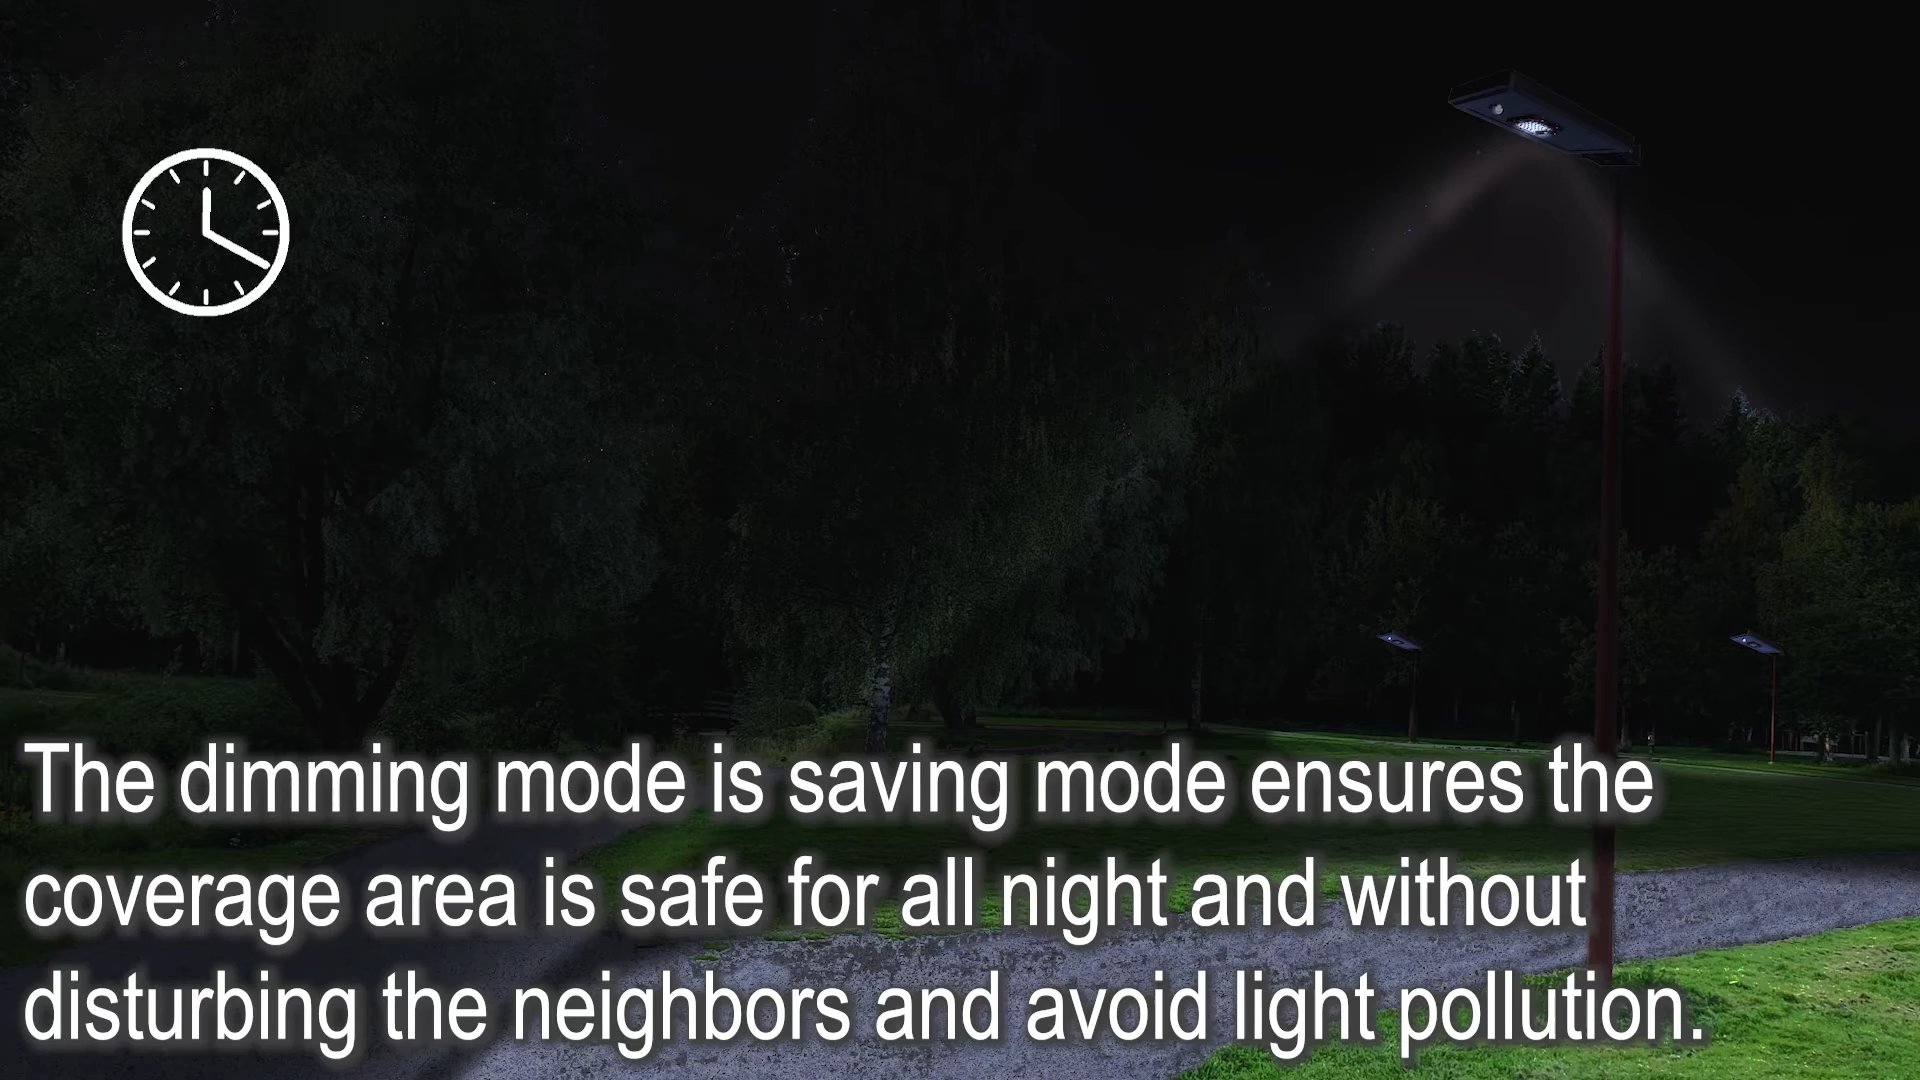 The dimming mode is saving mode ensures the
coverage area is safe for all night and without
disturbing the neighbors and avoid light pollution.